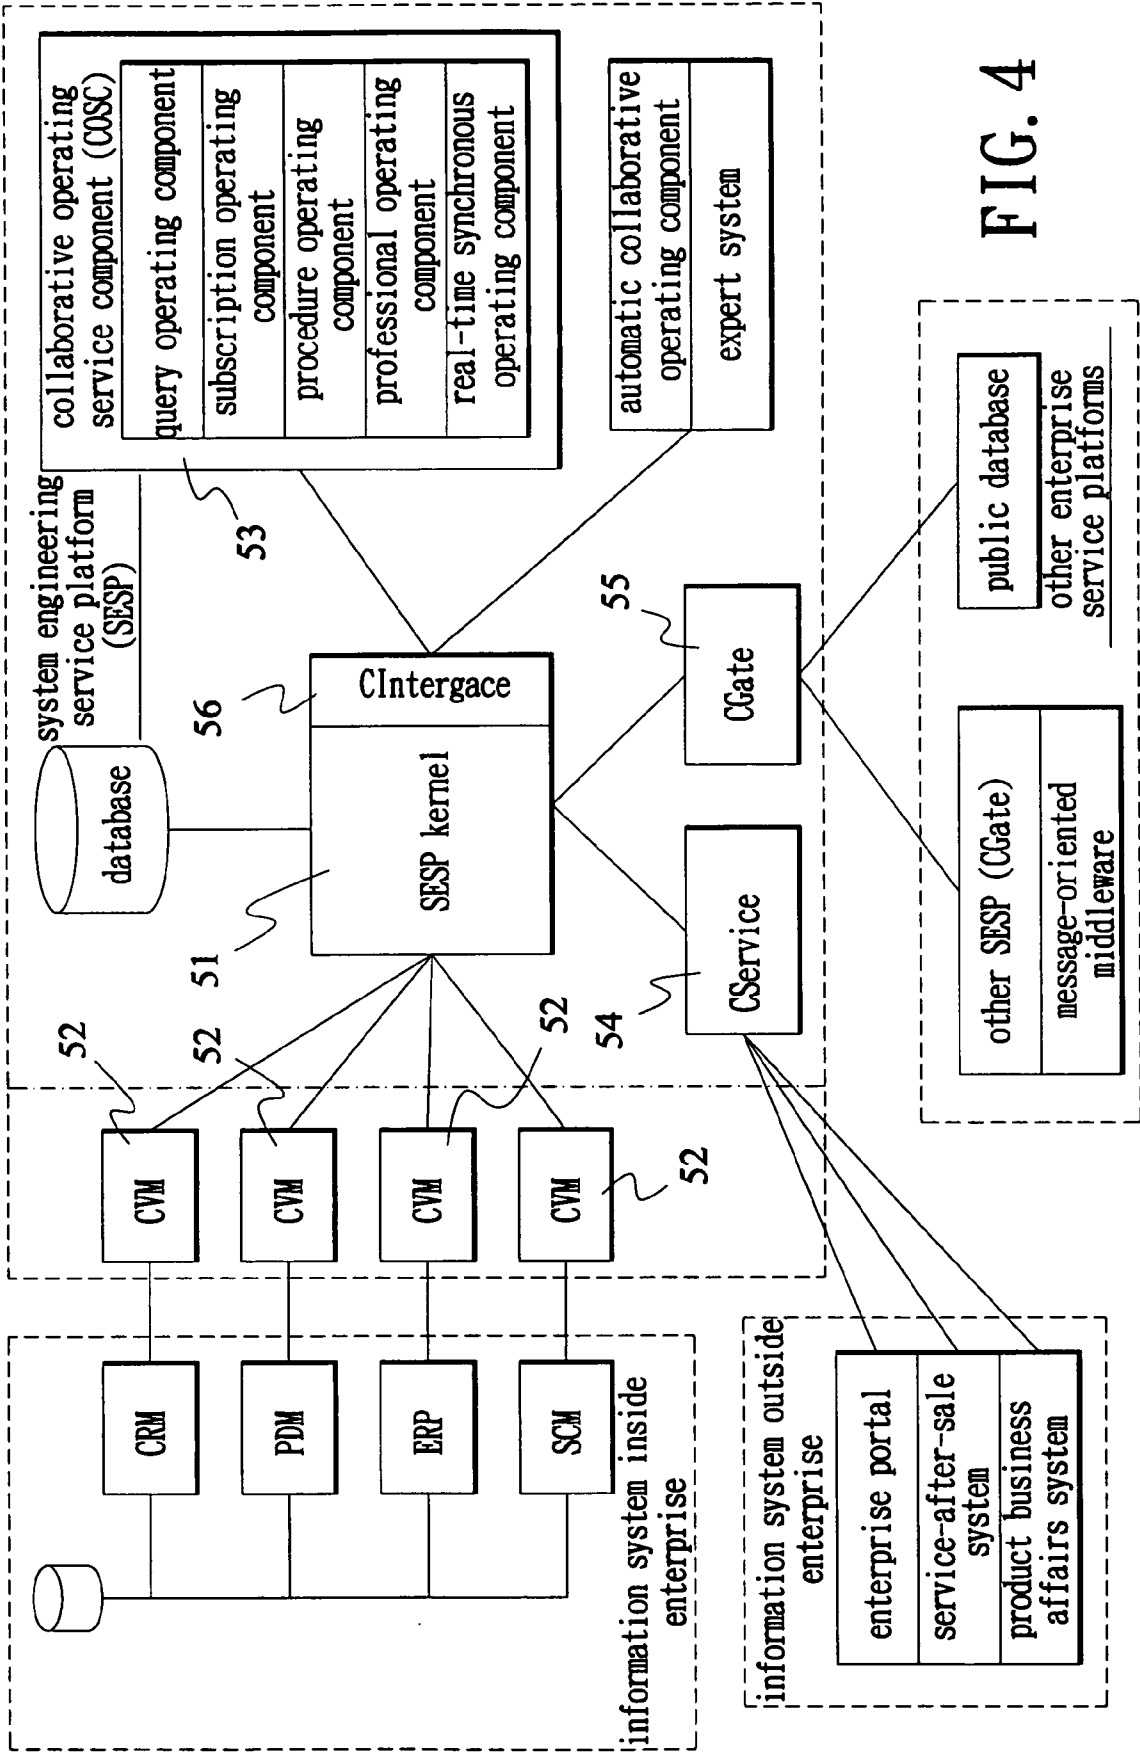 system engineering
service platform
(SESP)
collaborative operating
service component (COSC)
query operating component
subscription operating
component
procedure operating
component
professional operating
component
real-time synchronous
operating component
53
database
56
CIntergace
SESP kernel
51
automatic collaborative
operating component
expert system
52
52
52
52
CVM
CVM
CVM
CVM
CRM
PDM
ERP
SCM
information system inside
enterprise
CService
54
CGate
55
information system outside
enterprise
enterprise portal
service-after-sale
system
product business
affairs system
other SESP (CGate)
message-oriented
middleware
public database
other enterprise
service platforms
FIG. 4